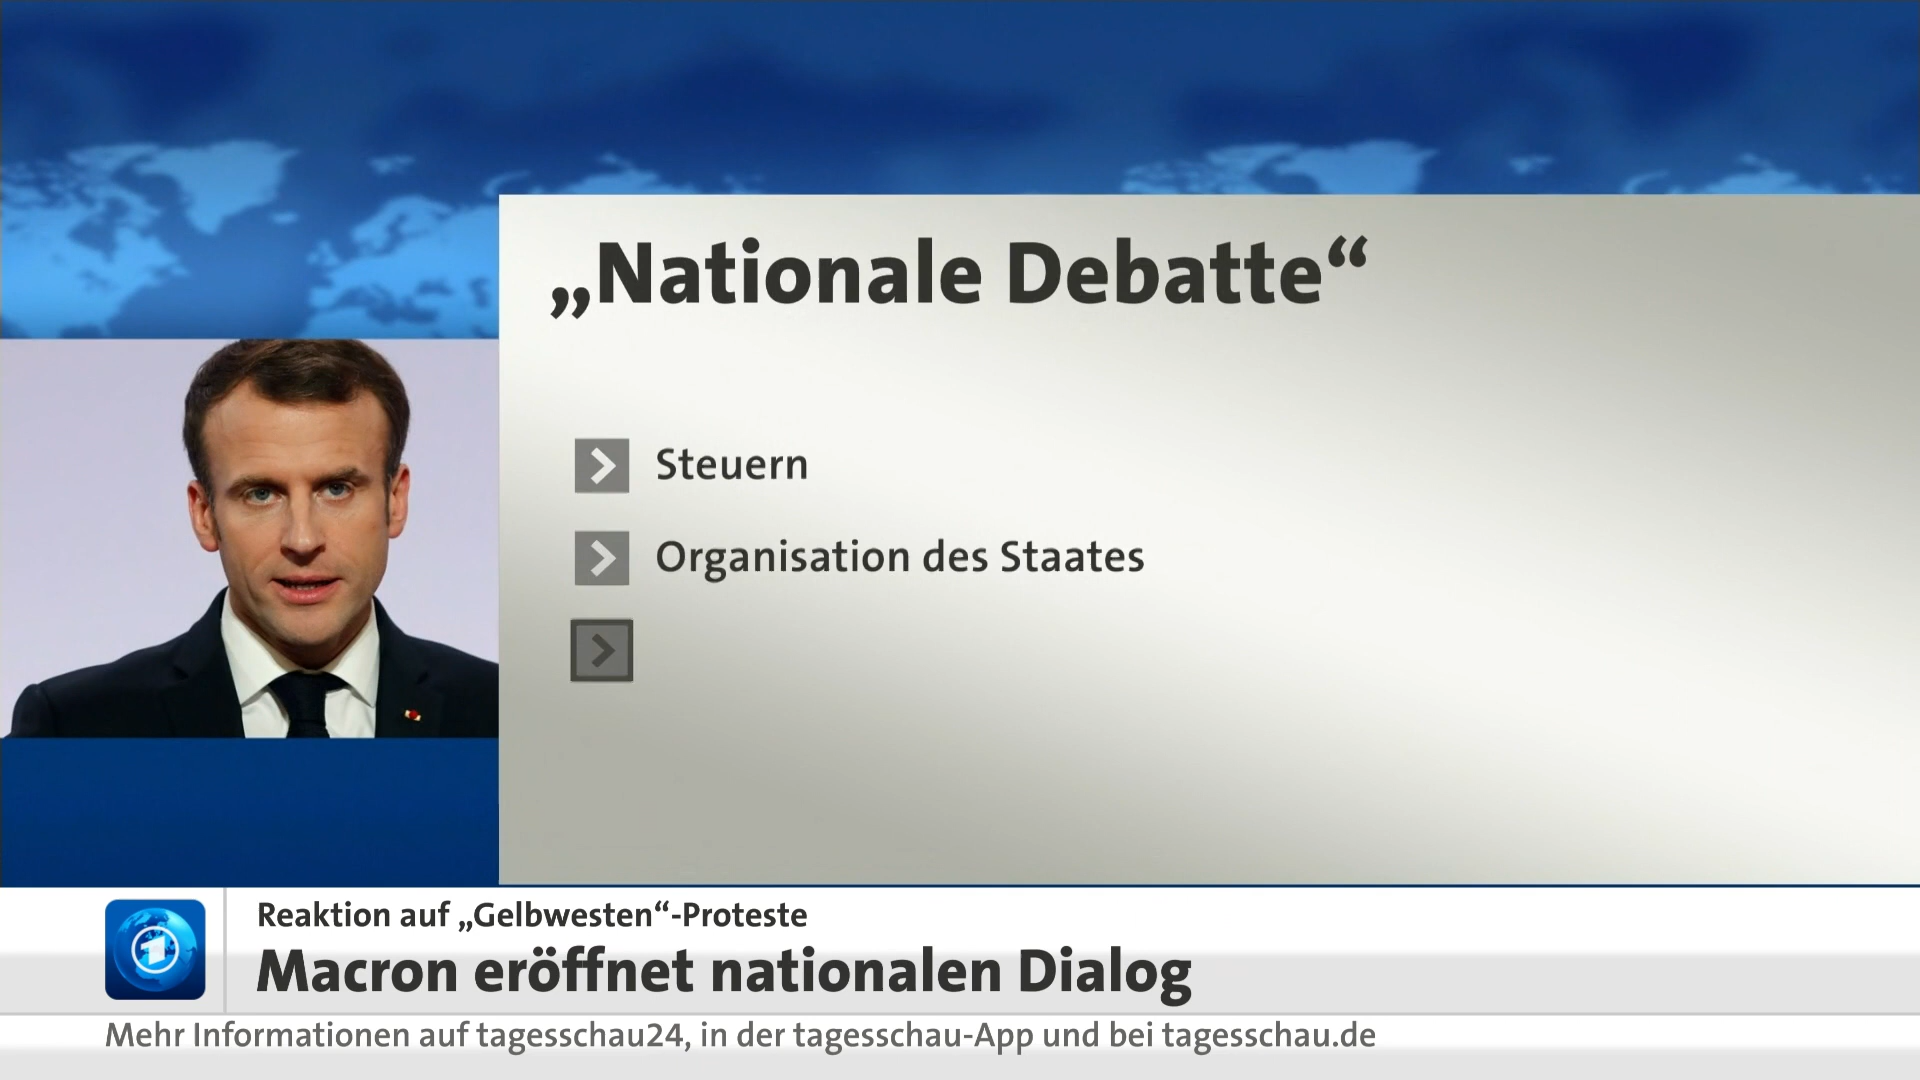 „Nationale Debatte“
Steuern
Organisation des Staates
Reaktion auf „Gelbwesten“-Proteste
Macron eröffnet nationalen Dialog
Mehr Informationen auf tagesschau24, in der tagesschau-App und bei tagesschau.de